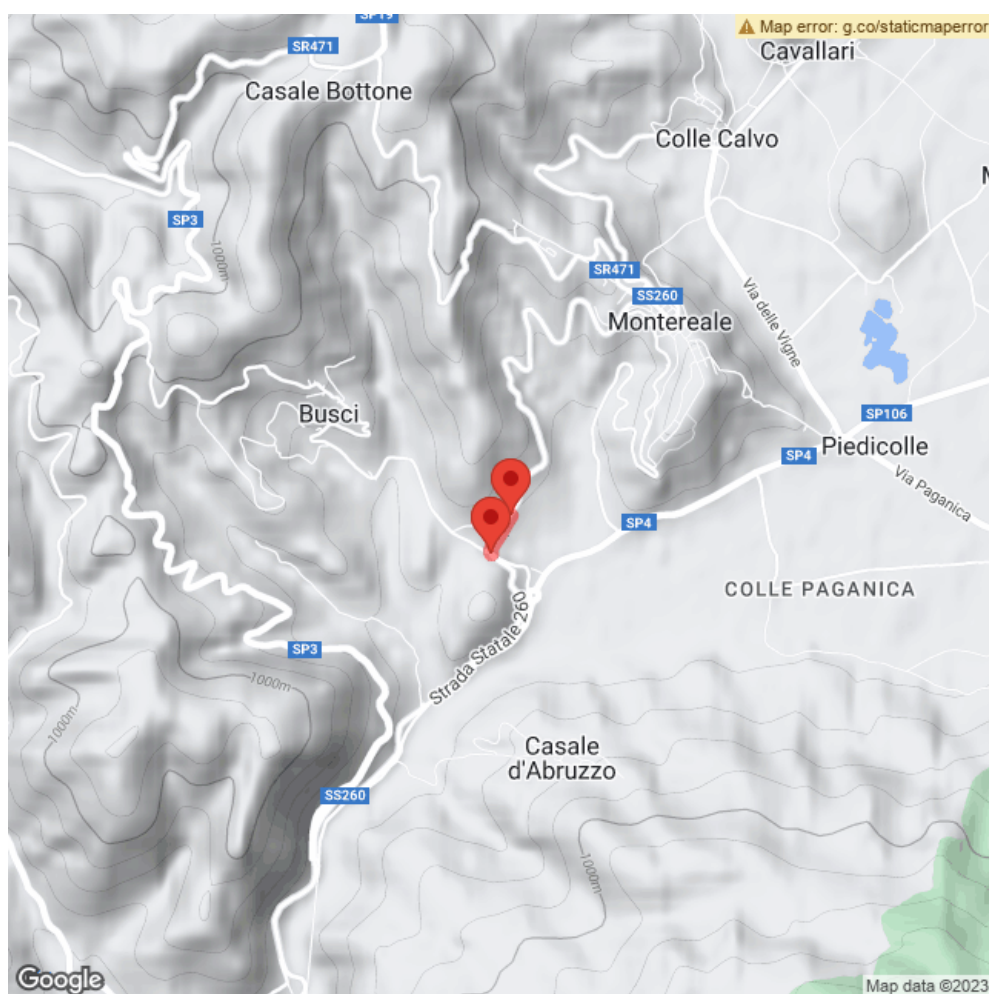 SP19
Map error: g.co/staticmaperror
SR471
Cavallari
Casale Bottone
Colle Calvo
M
SP3
1000m
SR471
SS260
Via delle Vigne
Montereale
Busci
SP106
Piedicolle
SP4
Via Paganica
SP4
COLLE PAGANICA
Strada Statale 260
SP3
1000m
1000m
Casale
d'Abruzzo
SS260
1000m
Google
Map data ©2023